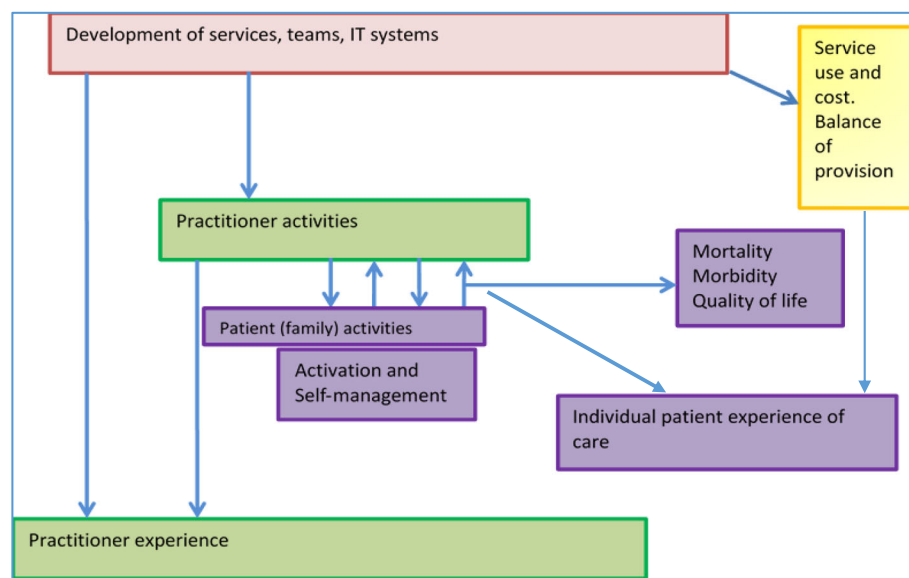 Development of services, teams, IT systems
Service
use and
cost.
Balance
of
provision
Practitioner activities
Mortality
Morbidity
Quality of life
Patient (family) activities
Activation and
Self-management
Individual patient experience of
care
Practitioner experience